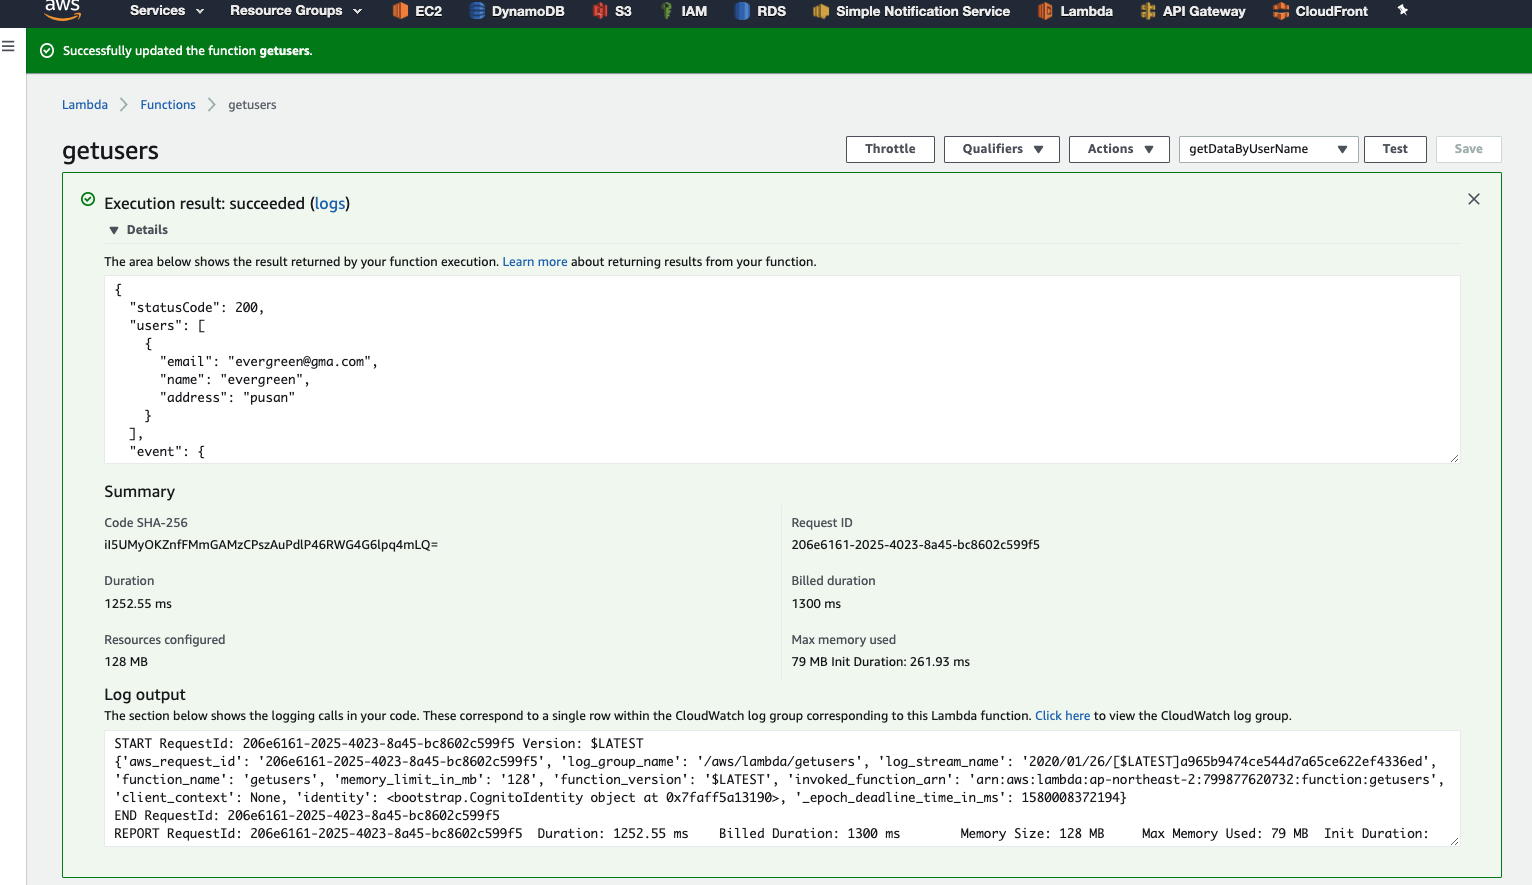 aws Services Resource Groups EC2 DynamoDB S3 IAM RDS Simple Notification Service Lambda API Gateway CloudFront
Successfully updated the function getusers.
Lambda Functions getusers
getusers Throttle Qualifiers Actions getDataByUserName Test Save
Execution result: succeeded (logs)
Details
The area below shows the result returned by your function execution. Learn more about returning results from your function.
{
"statusCode": 200,
"users": [
{
"email": "evergreen@gma.com",
"name": "evergreen",
"address": "pusan"
}
],
"event": {
Summary
Code SHA-256 Request ID
iI5UMyOKZnfFMmGAMzCPszAuPdlP46RWG4G6lpq4mLQ= 206e6161-2025-4023-8a45-bc8602c599f5
Duration Billed duration
1252.55 ms 1300 ms
Resources configured Max memory used
128 MB 79 MB Init Duration: 261.93 ms
Log output
The section below shows the logging calls in your code. These correspond to a single row within the CloudWatch log group corresponding to this Lambda function. Click here to view the CloudWatch log group.
START RequestId: 206e6161-2025-4023-8a45-bc8602c599f5 Version: $LATEST
{'aws_request_id': '206e6161-2025-4023-8a45-bc8602c599f5', 'log_group_name': '/aws/lambda/getusers', 'log_stream_name': '2020/01/26/[$LATEST]a965b9474ce544d7a65ce622ef4336ed',
'function_name': 'getusers', 'memory_limit_in_mb': '128', 'function_version': '$LATEST', 'invoked_function_arn': 'arn:aws:lambda:ap-northeast-2:799877620732:function:getusers',
'client_context': None, 'identity': <bootstrap.CognitoIdentity object at 0x7faff5a13190>, '_epoch_deadline_time_in_ms': 1580008372194}
END RequestId: 206e6161-2025-4023-8a45-bc8602c599f5
REPORT RequestId: 206e6161-2025-4023-8a45-bc8602c599f5 Duration: 1252.55 ms Billed Duration: 1300 ms Memory Size: 128 MB Max Memory Used: 79 MB Init Duration: